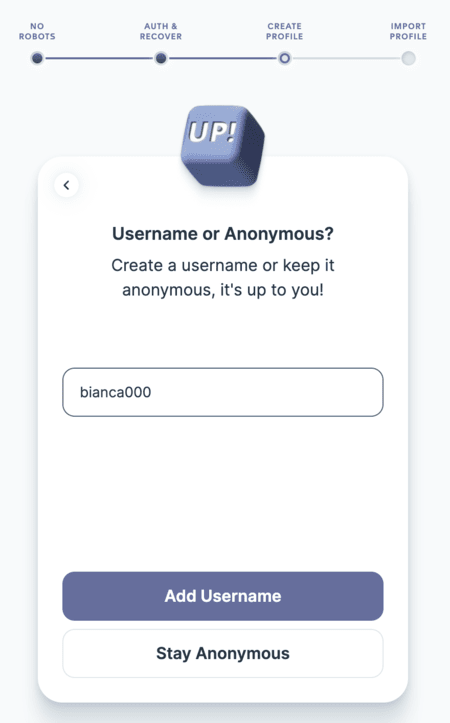 NO
ROBOTS
AUTH &
RECOVER
CREATE
PROFILE
IMPORT
PROFILE
UP!
Username or Anonymous?
Create a username or keep it
anonymous, it's up to you!
bianca000
Add Username
Stay Anonymous